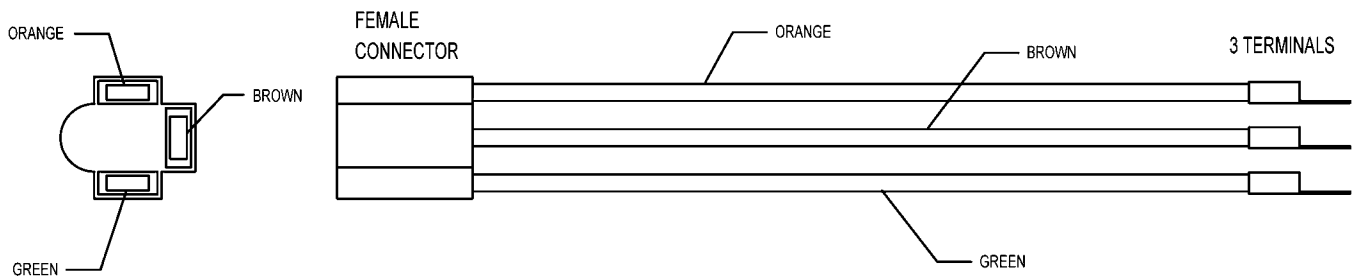 ORANGE
BROWN
GREEN
FEMALE
CONNECTOR
ORANGE
BROWN
3 TERMINALS
GREEN